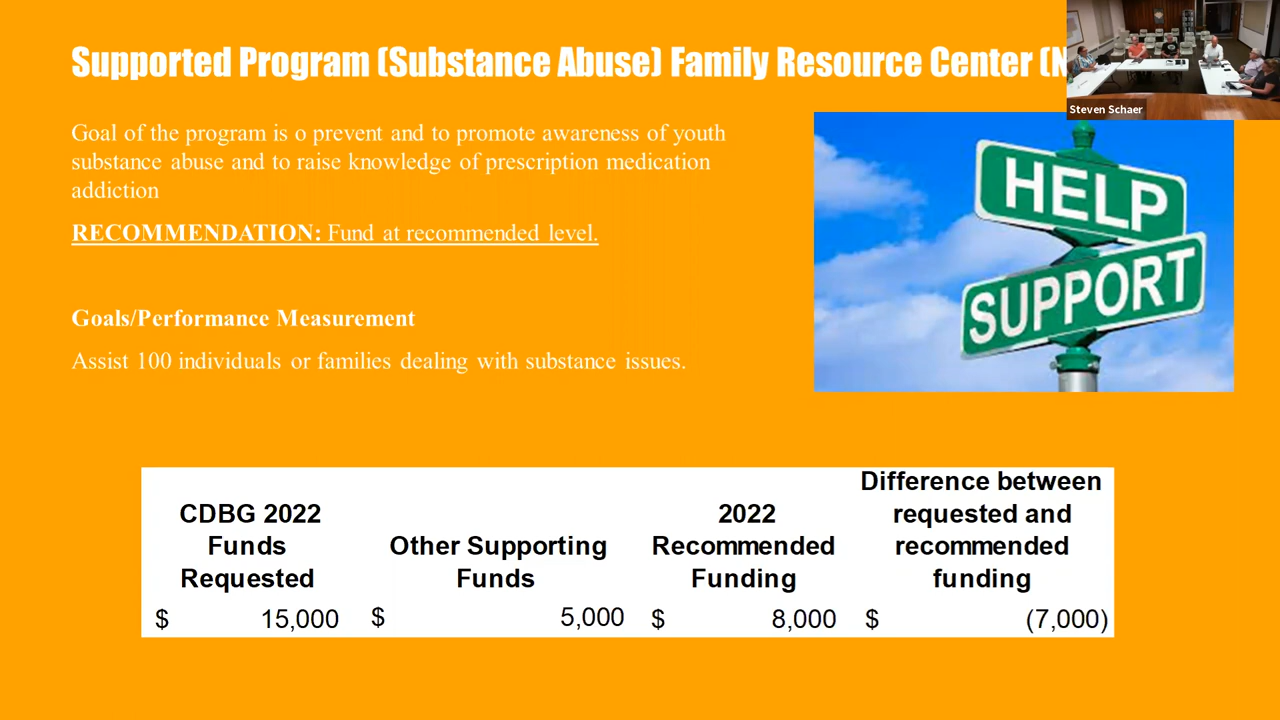 Supported Program (Substance Abuse) Family Resource Center (
Steven Schaer
Goal of the program is o prevent and to promote awareness of youth
substance abuse and to raise knowledge of prescription medication
addiction
RECOMMENDATION: Fund at recommended level.
HELP
SUPPORT
Goals/Performance Measurement
Assist 100 individuals or families dealing with substance issues.
CDBG 2022 Funds Requested
Other Supporting Funds
2022 Recommended Funding
Difference between requested and recommended funding
$ 15,000 $ 5,000 $ 8,000 $ (7,000)